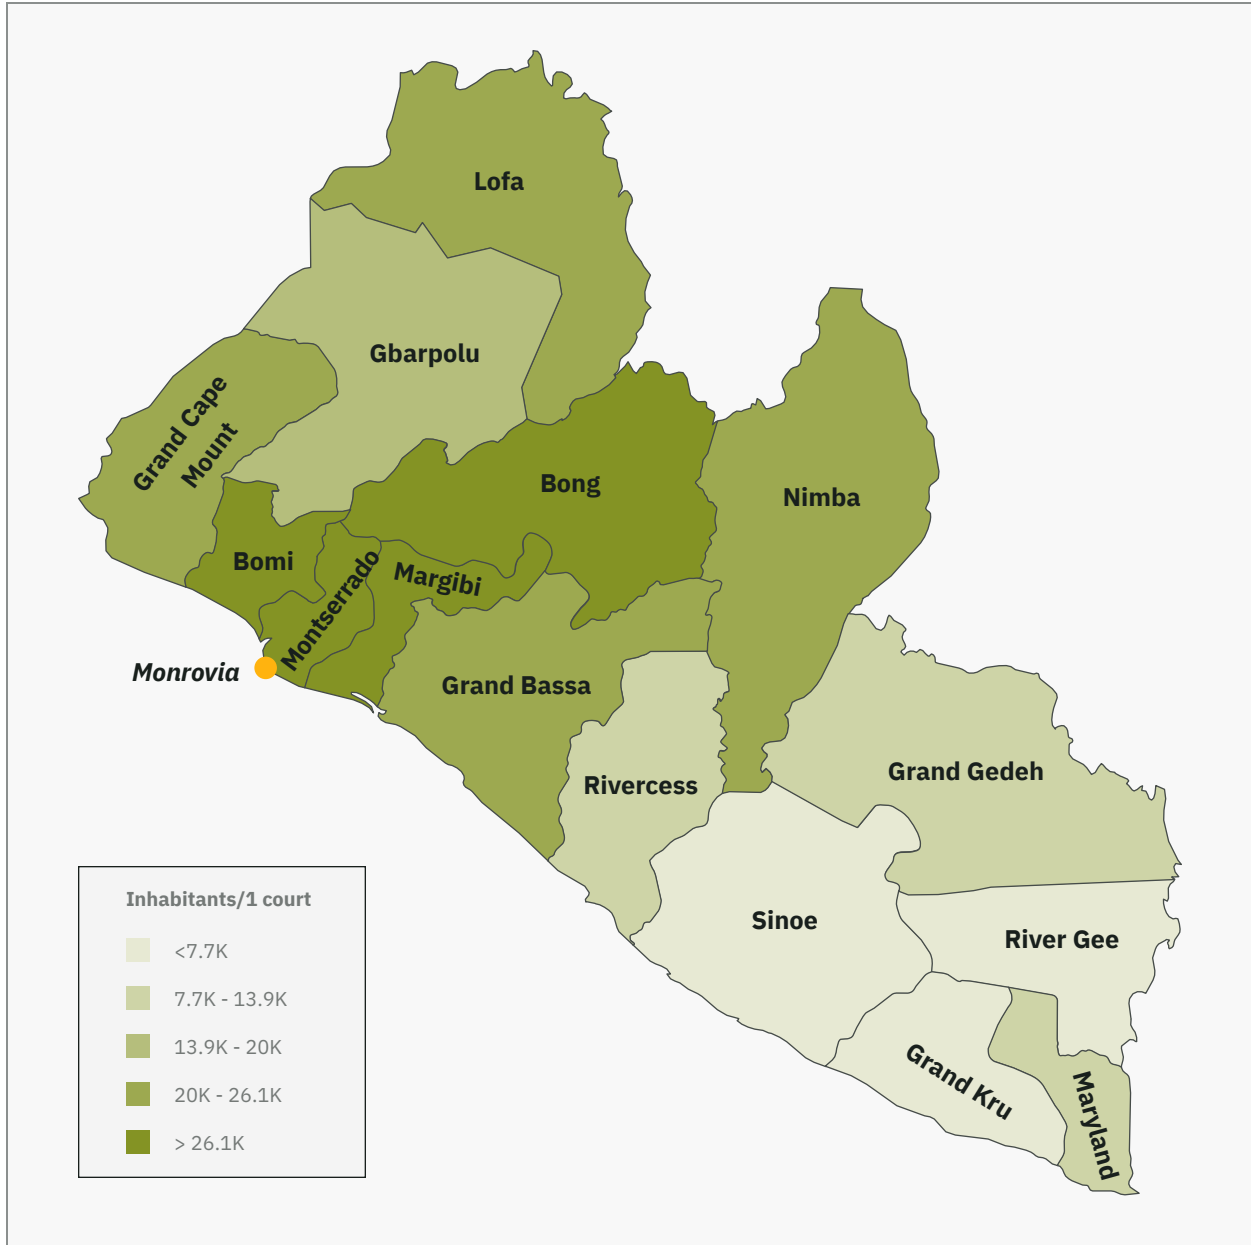 Lofa
Gbarpolu
Grand Cape
Mount
Bong
Nimba
Bomi
Montserrado
Margibi
Monrovia
Grand Bassa
Rivercess
Grand Gedeh
Sinoe
River Gee
Grand Kru
Maryland
Inhabitants/1 court
<7.7K
7.7K - 13.9K
13.9K - 20K
20K - 26.1K
> 26.1K